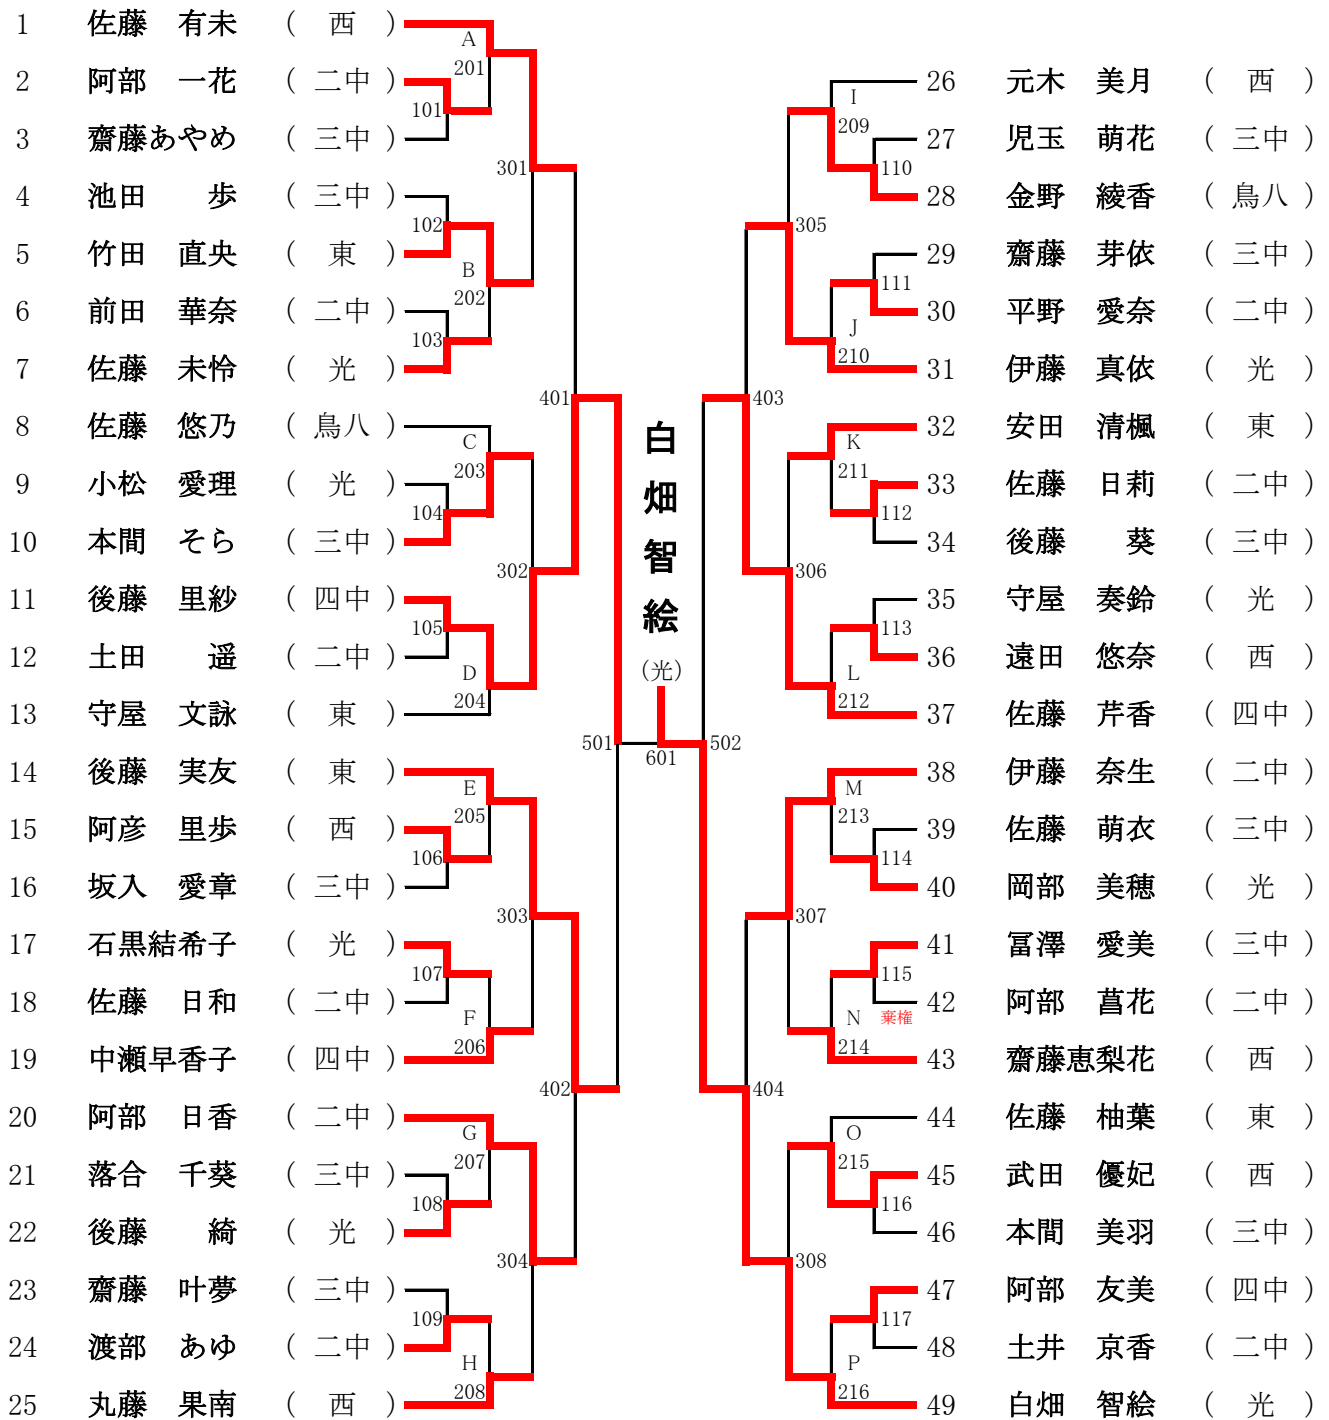 1 佐藤 有未 ( 西 )
2 阿部 一花 ( 二中 )
3 齋藤あやめ ( 三中 )
4 池田 歩 ( 三中 )
5 竹田 直央 ( 東 )
6 前田 華奈 ( 二中 )
7 佐藤 未怜 ( 光 )
8 佐藤 悠乃 ( 鳥八 )
9 小松 愛理 ( 光 )
10 本間 そら ( 三中 )
11 後藤 里紗 ( 四中 )
12 土田 遥 ( 二中 )
13 守屋 文詠 ( 東 )
14 後藤 実友 ( 東 )
15 阿彦 里歩 ( 西 )
16 坂入 愛章 ( 三中 )
17 石黒結希子 ( 光 )
18 佐藤 日和 ( 二中 )
19 中瀬早香子 ( 四中 )
20 阿部 日香 ( 二中 )
21 落合 千葵 ( 三中 )
22 後藤 綺 ( 光 )
23 齋藤 叶夢 ( 三中 )
24 渡部 あゆ ( 二中 )
25 丸藤 果南 ( 西 )
A
201
101
301
102
B
202
103
401
C
203
104
302
105
D
204
501
E
205
106
303
107
F
206
402
G
207
108
304
109
H
208
白畑智絵
(光)
601
I
209
110
305
111
J
210
403
K
211
112
306
113
L
212
502
M
213
114
307
115
N 棄権
214
404
O
215
116
308
117
P
216
26 元木 美月 ( 西 )
27 児玉 萌花 ( 三中 )
28 金野 綾香 ( 鳥八 )
29 齋藤 芽依 ( 三中 )
30 平野 愛奈 ( 二中 )
31 伊藤 真依 ( 光 )
32 安田 清楓 ( 東 )
33 佐藤 日莉 ( 二中 )
34 後藤 葵 ( 三中 )
35 守屋 奏鈴 ( 光 )
36 遠田 悠奈 ( 西 )
37 佐藤 芹香 ( 四中 )
38 伊藤 奈生 ( 二中 )
39 佐藤 萌衣 ( 三中 )
40 岡部 美穂 ( 光 )
41 冨澤 愛美 ( 三中 )
42 阿部 菖花 ( 二中 )
43 齋藤恵梨花 ( 西 )
44 佐藤 柚葉 ( 東 )
45 武田 優妃 ( 西 )
46 本間 美羽 ( 三中 )
47 阿部 友美 ( 四中 )
48 土井 京香 ( 二中 )
49 白畑 智絵 ( 光 )